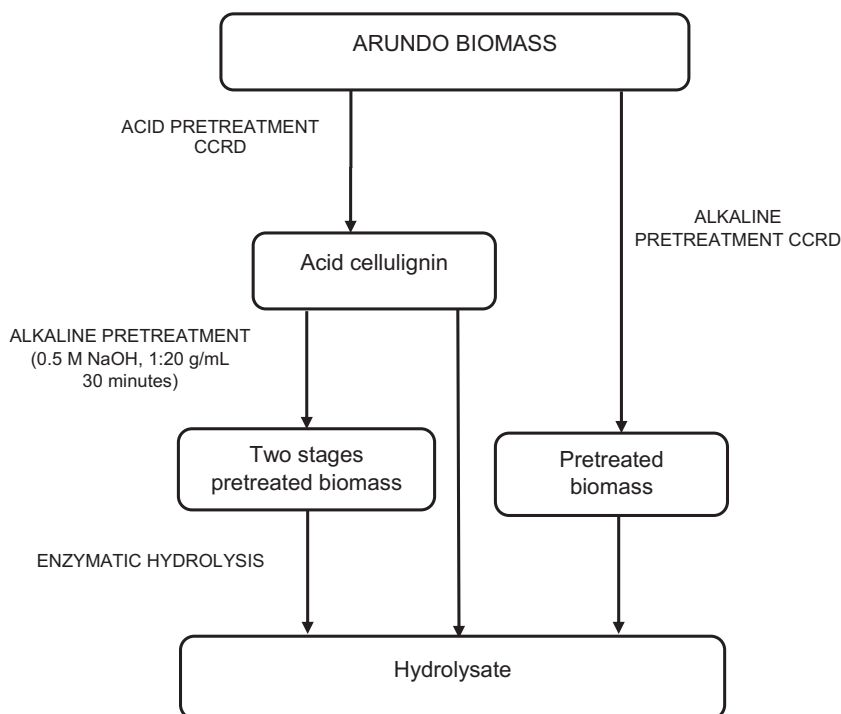 ARUNDO BIOMASS
ACID PRETREATMENT
CCRD
ALKALINE
PRETREATMENT CCRD
Acid cellulignin
ALKALINE PRETREATMENT
(0.5 M NaOH, 1:20 g/mL
30 minutes)
Two stages
pretreated biomass
Pretreated
biomass
ENZYMATIC HYDROLYSIS
Hydrolysate